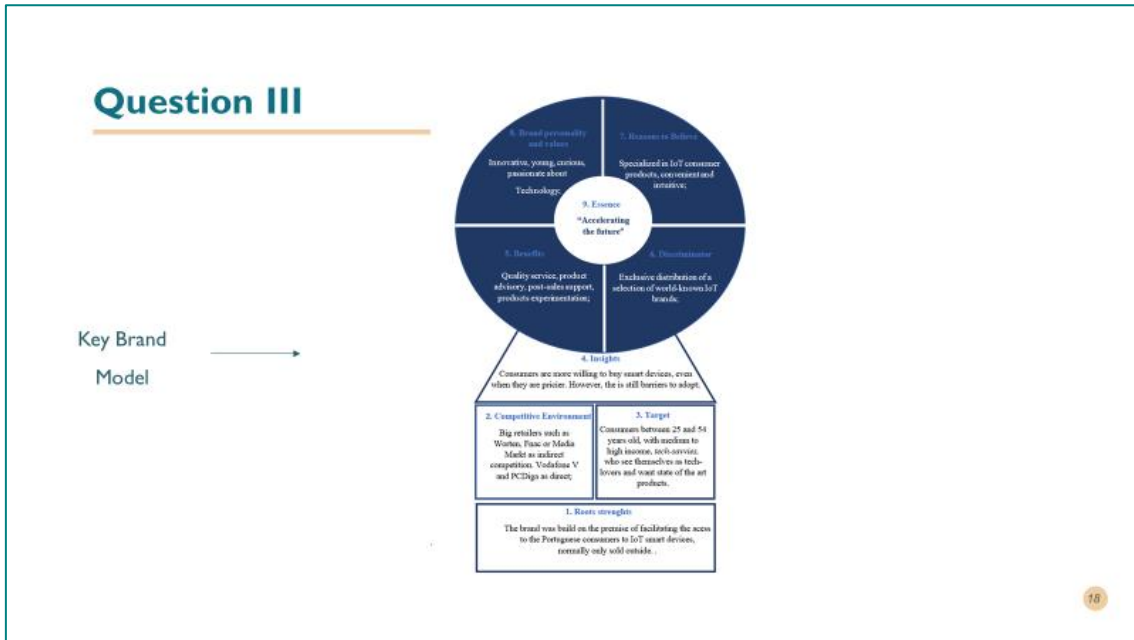 Question III
8. Brand personality
and values
Innovative, young, curious,
passionate about
Technology;
7. Reasons to Believe
Specialized in IoT consumer
products, convenient and
intuitive;
9. Essence
"Accelerating
the future"
5. Benefits
Quality service, product
advisory, post-sales support,
products experimentation;
6. Discriminator
Exclusive distribution of a
selection of world-known IoT
brands;
Key Brand
Model
4. Insights
Consumers are more willing to buy smart devices, even
when they are pricier. However, the is still barriers to adopt.
2. Competitive Environment
Big retailers such as
Worten, Fnac or Media
Markt as indirect
competition. Vodafone V
and PCDiga as direct;
3. Target
Consumers between 25 and 54
years old, with medium to
high income, tech-savvies,
who see themselves as tech-
lovers and want state of the art
products.
1. Roots strenghts
The brand was build on the premise of facilitating the acess
to the Portuguese consumers to IoT smart devices,
normally only sold outside. .
18